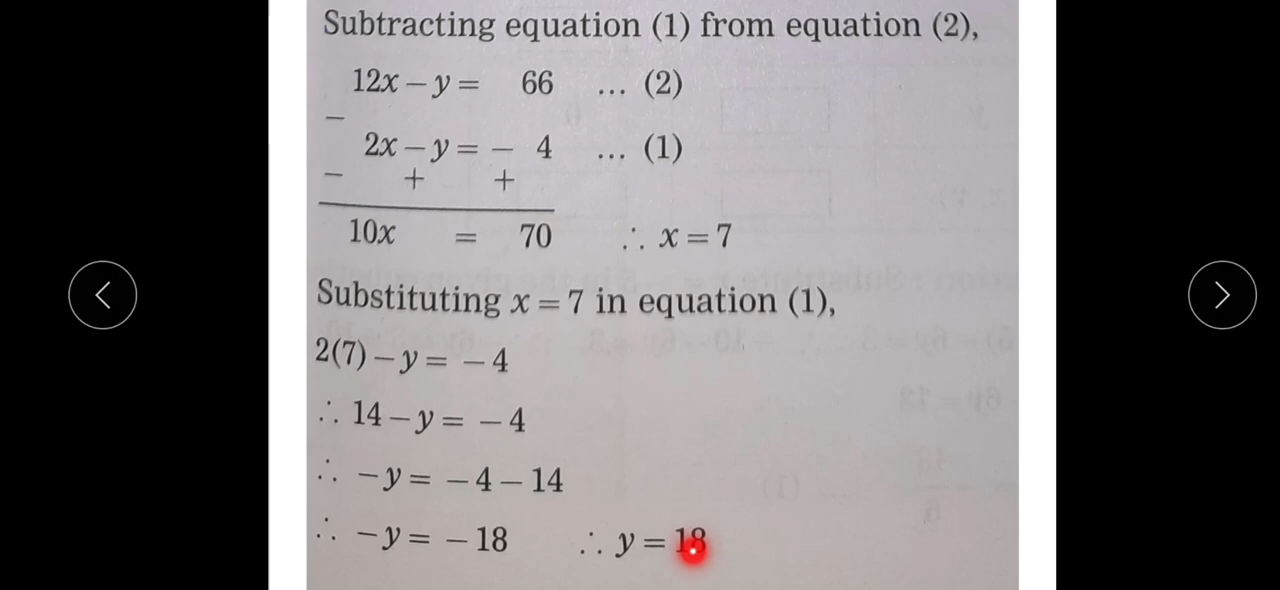 Subtracting equation (1) from equation (2),
12x – y = 66 ... (2)
–
2x – y = – 4 ... (1)
– + +
10x = 70 ∴ x = 7
Substituting x = 7 in equation (1),
2(7) – y = – 4
∴ 14 – y = – 4
∴ – y = – 4 – 14
∴ – y = – 18 ∴ y = 18